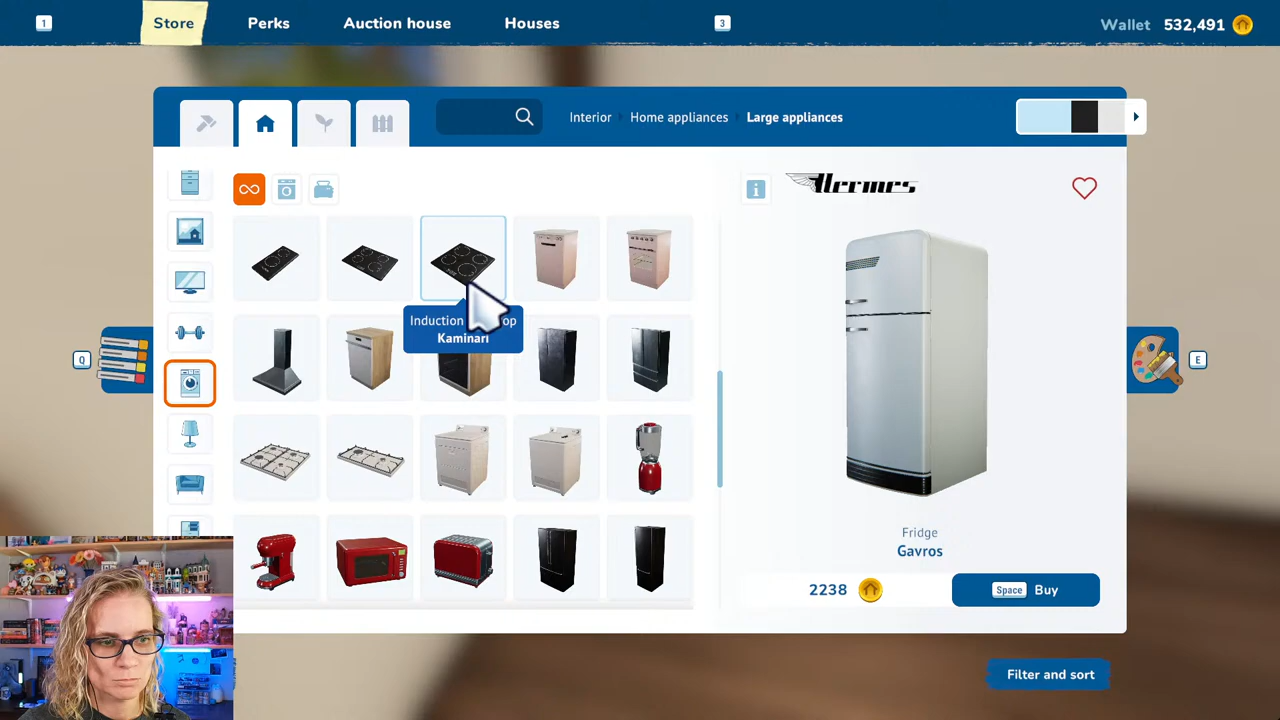 1
Store
Perks
Auction house
Houses
3
Wallet 532,491
Interior
Home appliances
Large appliances
Hermes
Induction
op
Kaminari
Q
E
Fridge
Gavros
2238
Space Buy
Filter and sort